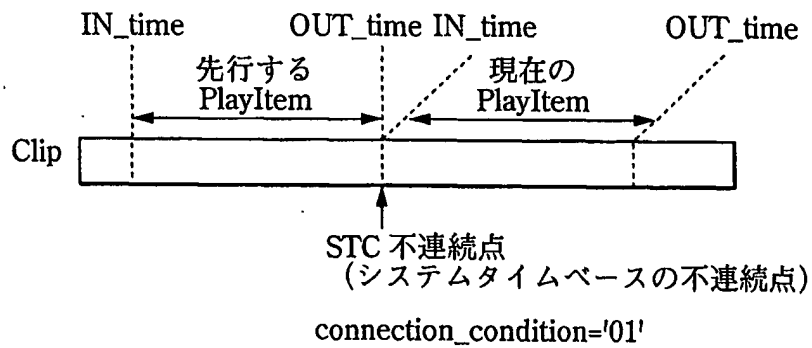 IN_time OUT_time IN_time OUT_time
先行する
PlayItem
現在の
PlayItem
Clip
STC 不連続点
(システムタイムベースの不連続点)
connection_condition='01'